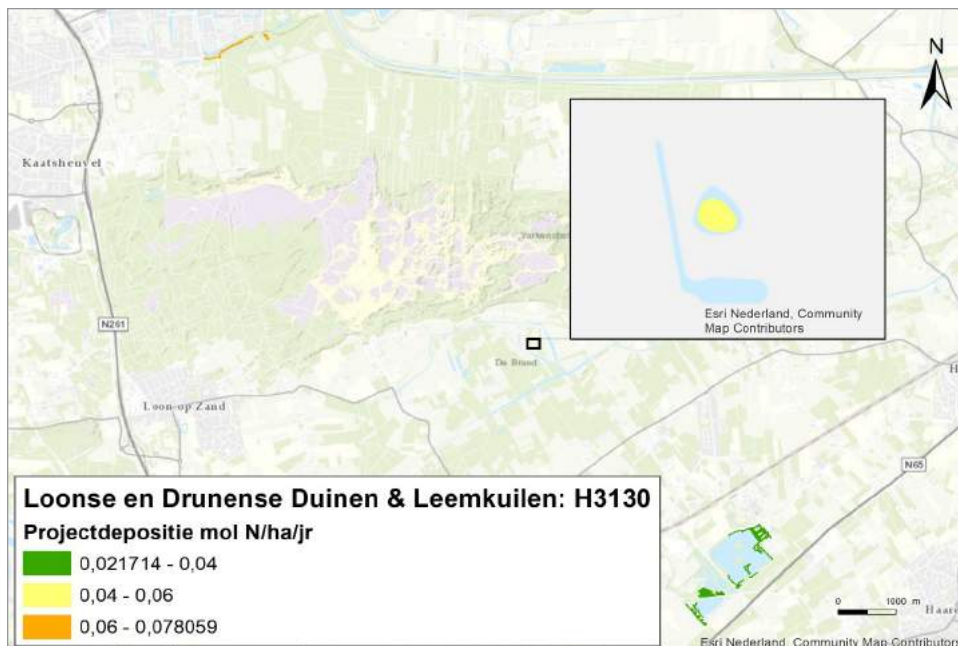 N
Kaatsheuvel
Esri Nederland, Community
Map Contributors
N261
De Brand
Loon op Zand
N65
Loonse en Drunense Duinen & Leemkuilen: H3130
Projectdepositie mol N/ha/jr
0,021714 - 0,04
0,04 - 0,06
0,06 - 0,078059
0 1000 m
Esri Nederland, Community Map Contributors